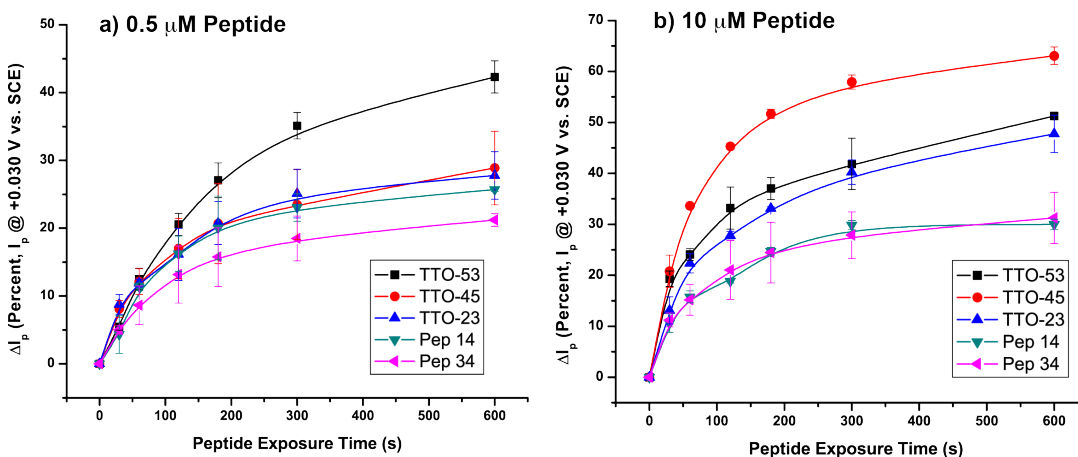 a) 0.5 μM Peptide
ΔIp (Percent, Ip @ +0.030 V vs. SCE)
50
40
30
20
10
0
0 100 200 300 400 500 600
Peptide Exposure Time (s)
TTO-53
TTO-45
TTO-23
Pep 14
Pep 34
b) 10 μM Peptide
ΔIp (Percent, Ip @ +0.030 V vs. SCE)
70
60
50
40
30
20
10
0
0 100 200 300 400 500 600
Peptide Exposure Time (s)
TTO-53
TTO-45
TTO-23
Pep 14
Pep 34